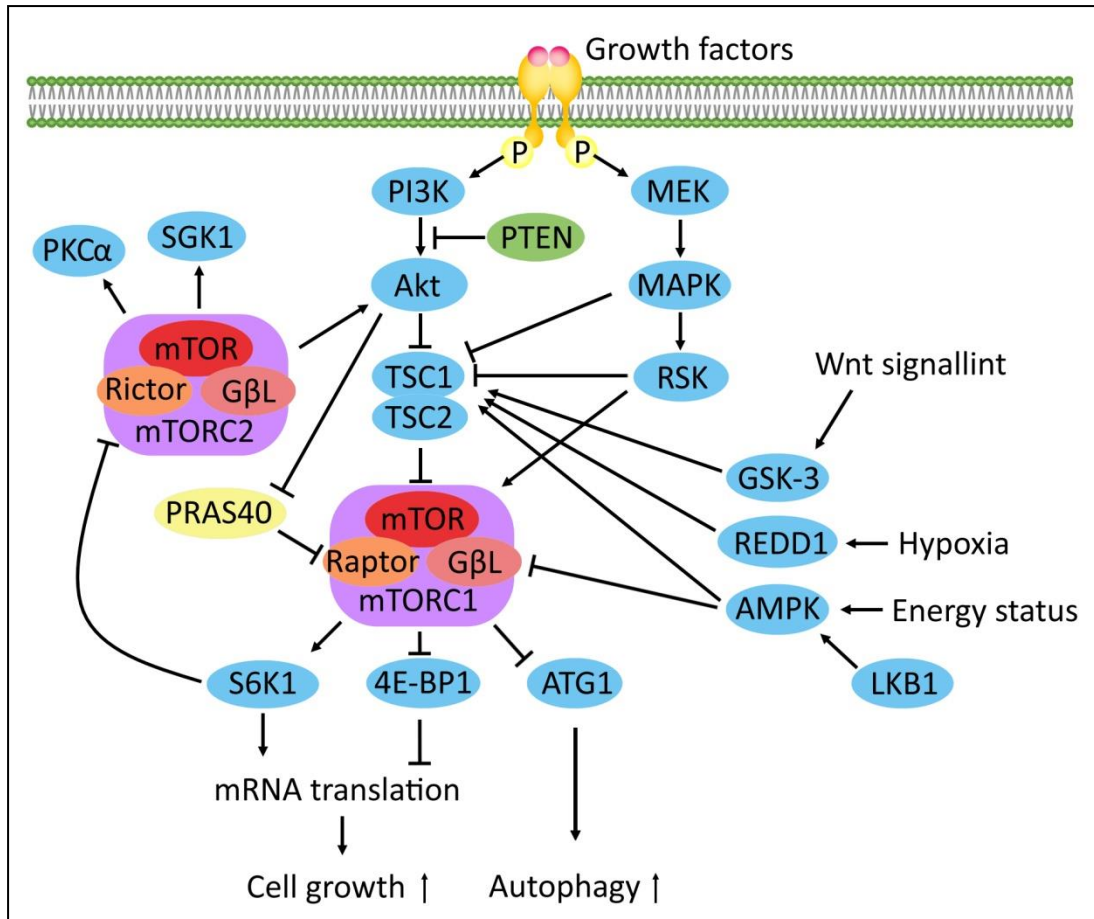 Growth factors
P P
PI3K MEK
PKCα SGK1 PTEN
Akt MAPK
mTOR
Rictor GβL
mTORC2
TSC1 RSK
TSC2
Wnt signallint
GSK-3
PRAS40
mTOR
Raptor GβL
mTORC1
REDD1 Hypoxia
AMPK Energy status
S6K1 4E-BP1 ATG1 LKB1
mRNA translation
Cell growth ↑ Autophagy ↑